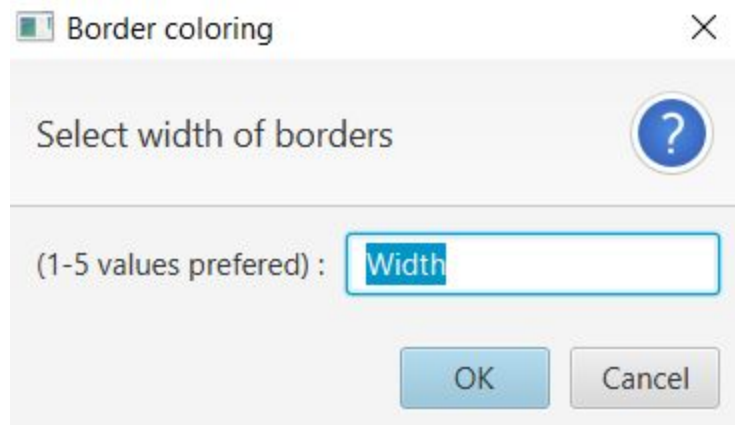 Border coloring
Select width of borders
?
(1-5 values prefered) : Width
OK Cancel